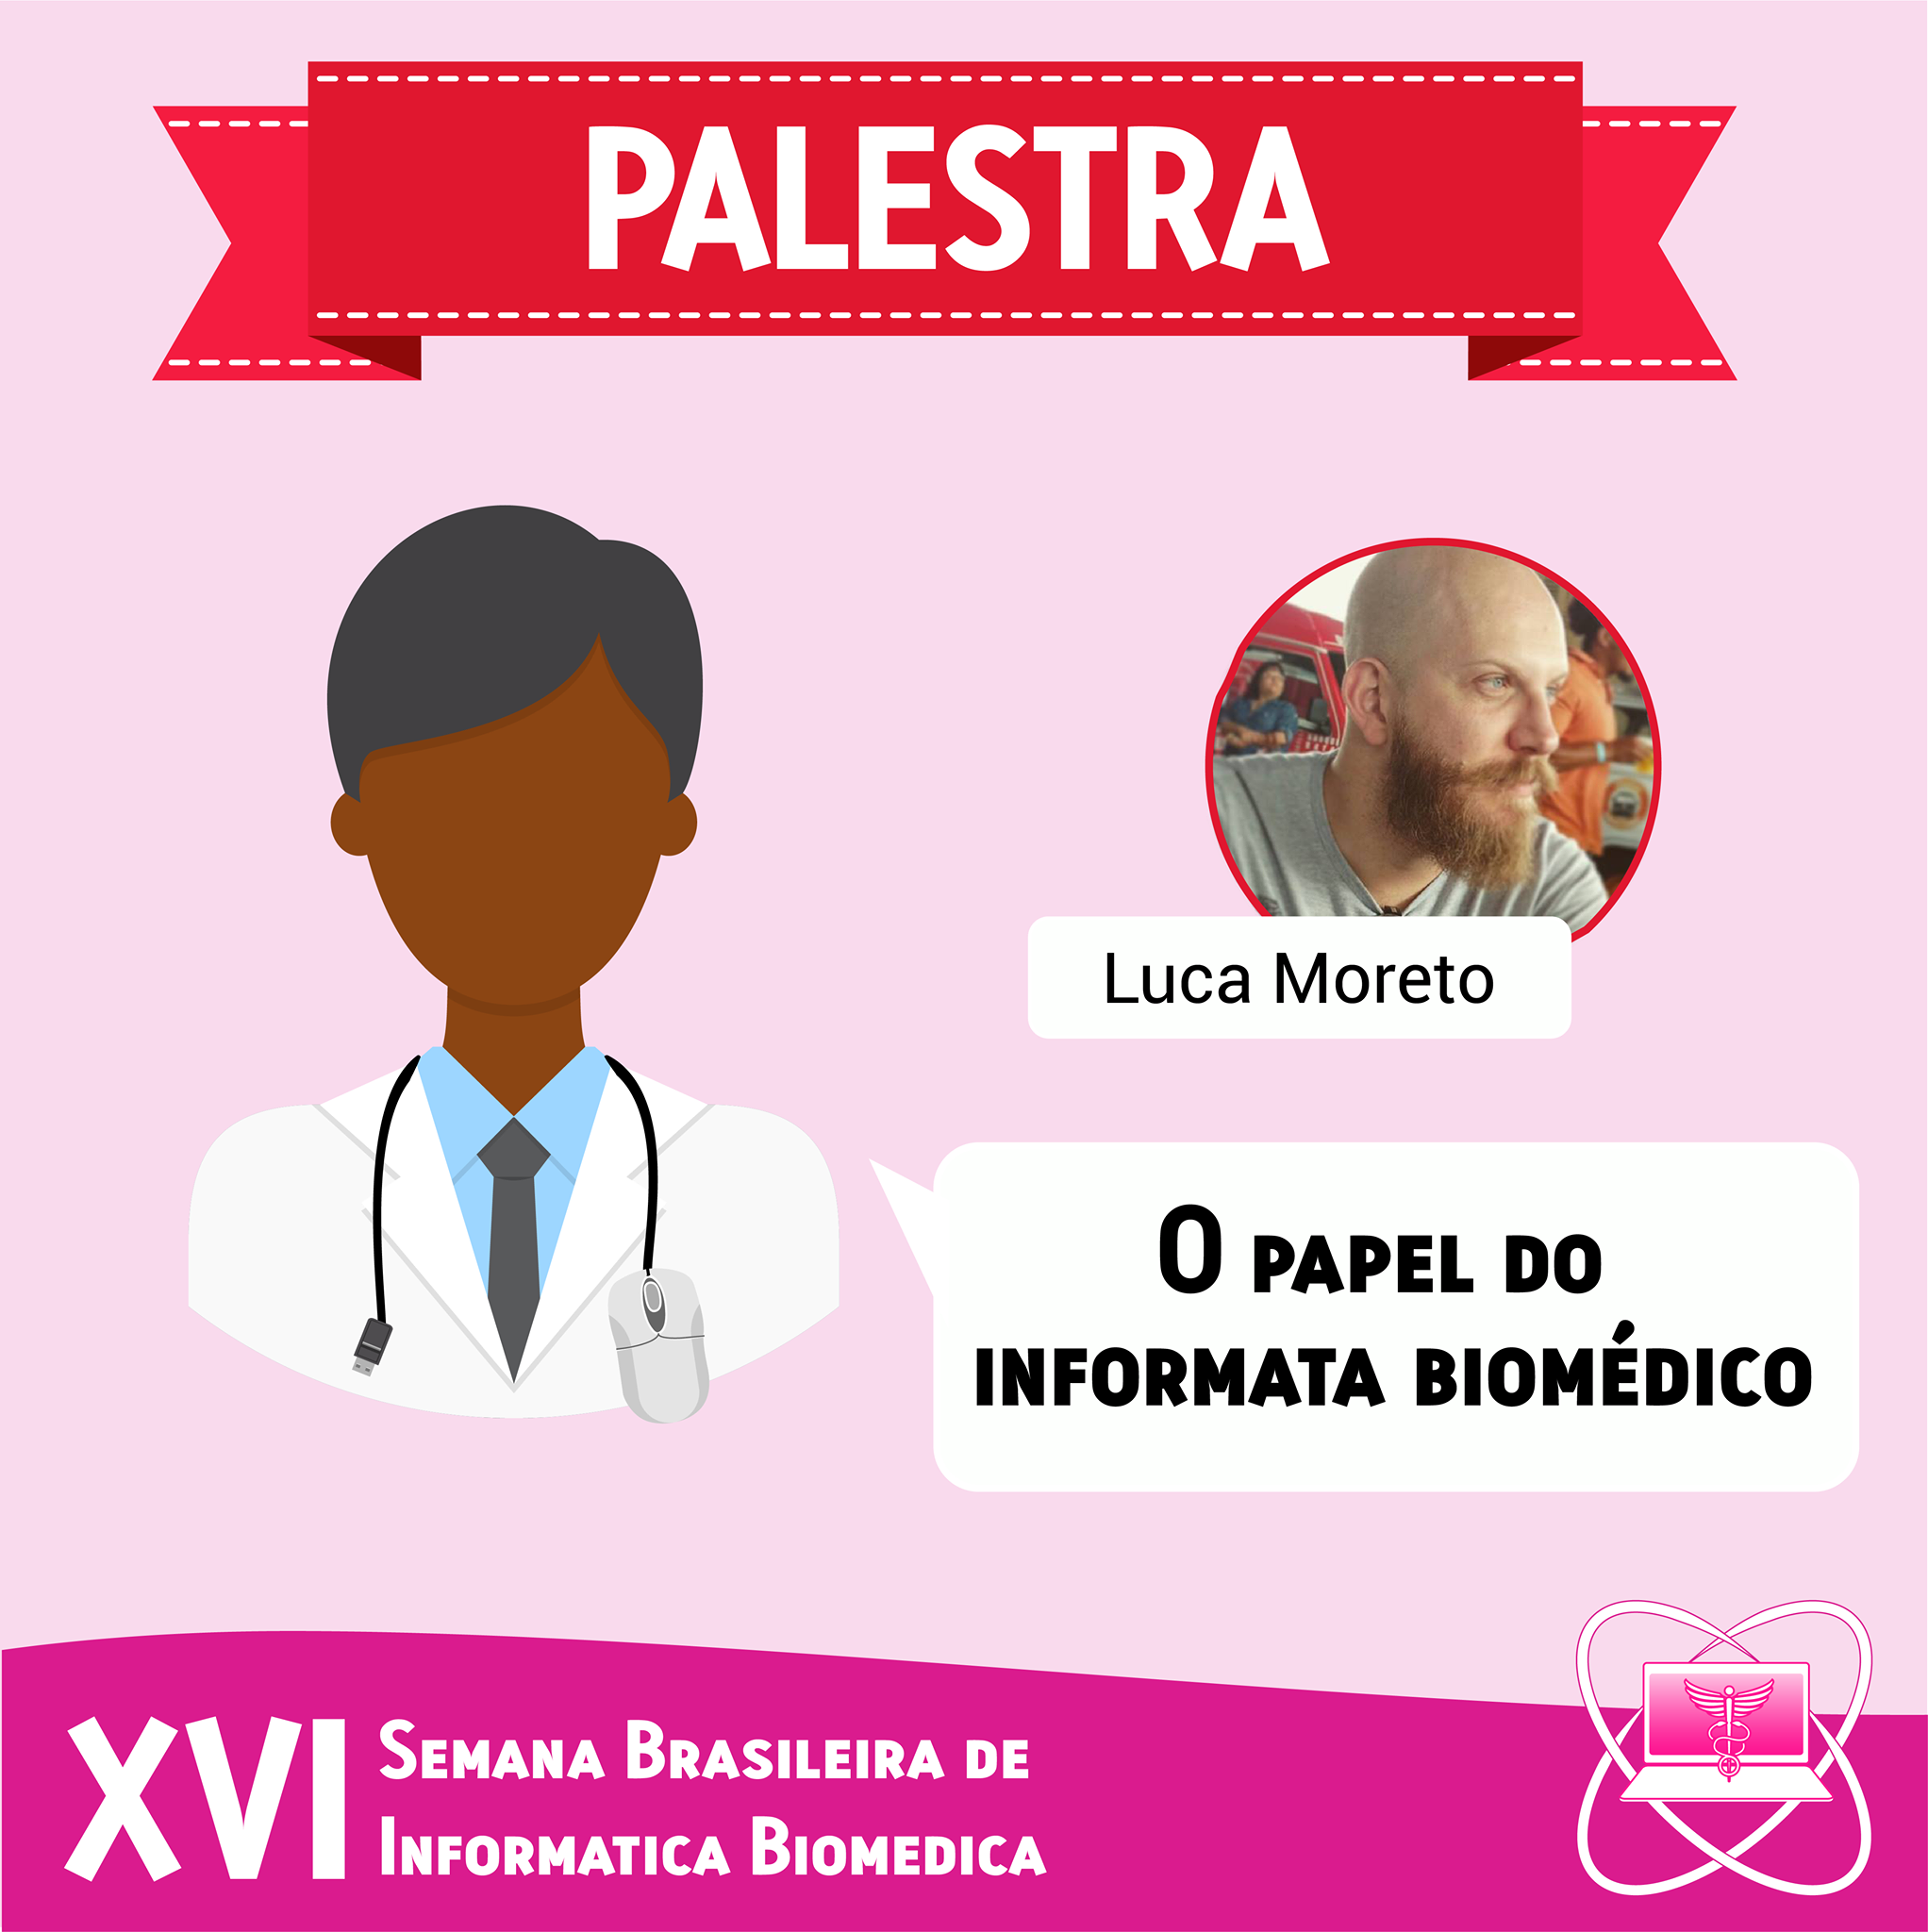 PALESTRA
Luca Moreto
O PAPEL DO
INFORMATA BIOMÉDICO
XVI
SEMANA BRASILEIRA DE
INFORMATICA BIOMEDICA